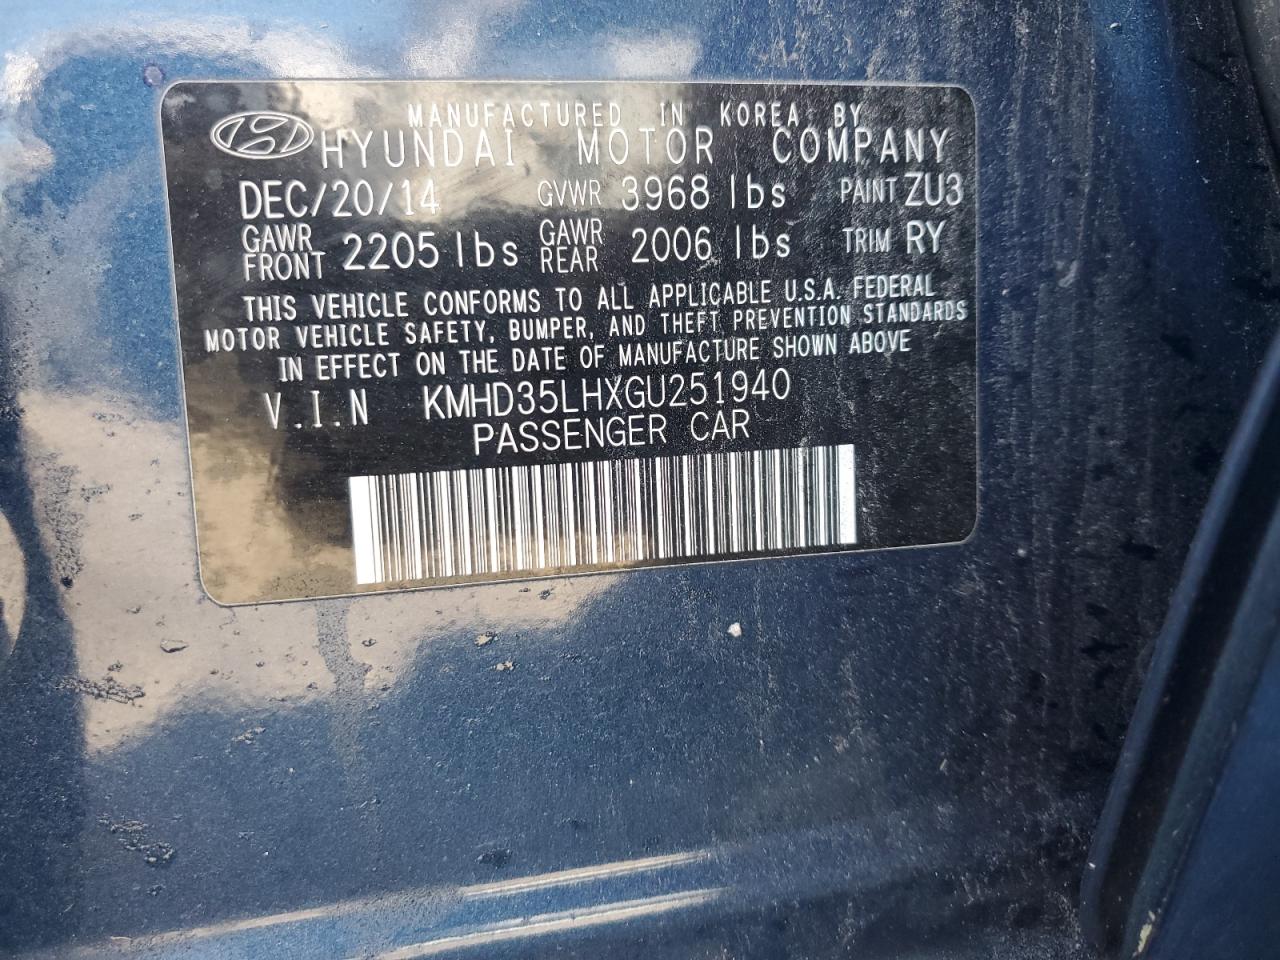 MANUFACTURED IN KOREA BY
HYUNDAI MOTOR COMPANY
DEC/20/14 GVWR 3968 lbs PAINT ZU3
GAWR FRONT 2205 lbs GAWR REAR 2006 lbs TRIM RY
THIS VEHICLE CONFORMS TO ALL APPLICABLE U.S.A. FEDERAL
MOTOR VEHICLE SAFETY, BUMPER, AND THEFT PREVENTION STANDARDS
IN EFFECT ON THE DATE OF MANUFACTURE SHOWN ABOVE
V.I.N KMHD35LHXGU251940
PASSENGER CAR